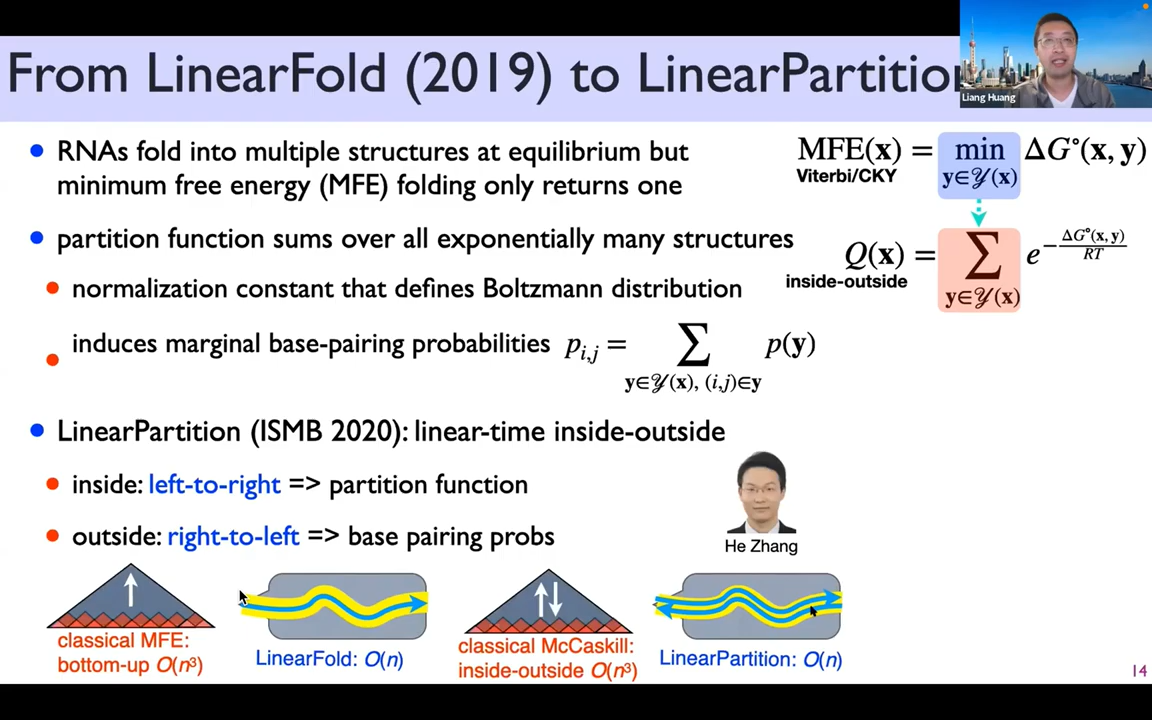 From LinearFold (2019) to LinearPartitio
Liang Huang
• RNAs fold into multiple structures at equilibrium but
minimum free energy (MFE) folding only returns one
MFE(x) = min ΔG°(x, y)
Viterbi/CKY y∈𝒴(x)
• partition function sums over all exponentially many structures
Q(x) = ∑ e^{-ΔG°(x,y)/RT}
inside-outside y∈𝒴(x)
• normalization constant that defines Boltzmann distribution
• induces marginal base-pairing probabilities p_{i,j} = ∑ p(y)
y∈𝒴(x), (i,j)∈y
• LinearPartition (ISMB 2020): linear-time inside-outside
• inside: left-to-right => partition function
• outside: right-to-left => base pairing probs
He Zhang
classical MFE:
bottom-up O(n³)
LinearFold: O(n)
classical McCaskill:
inside-outside O(n³)
LinearPartition: O(n)
14